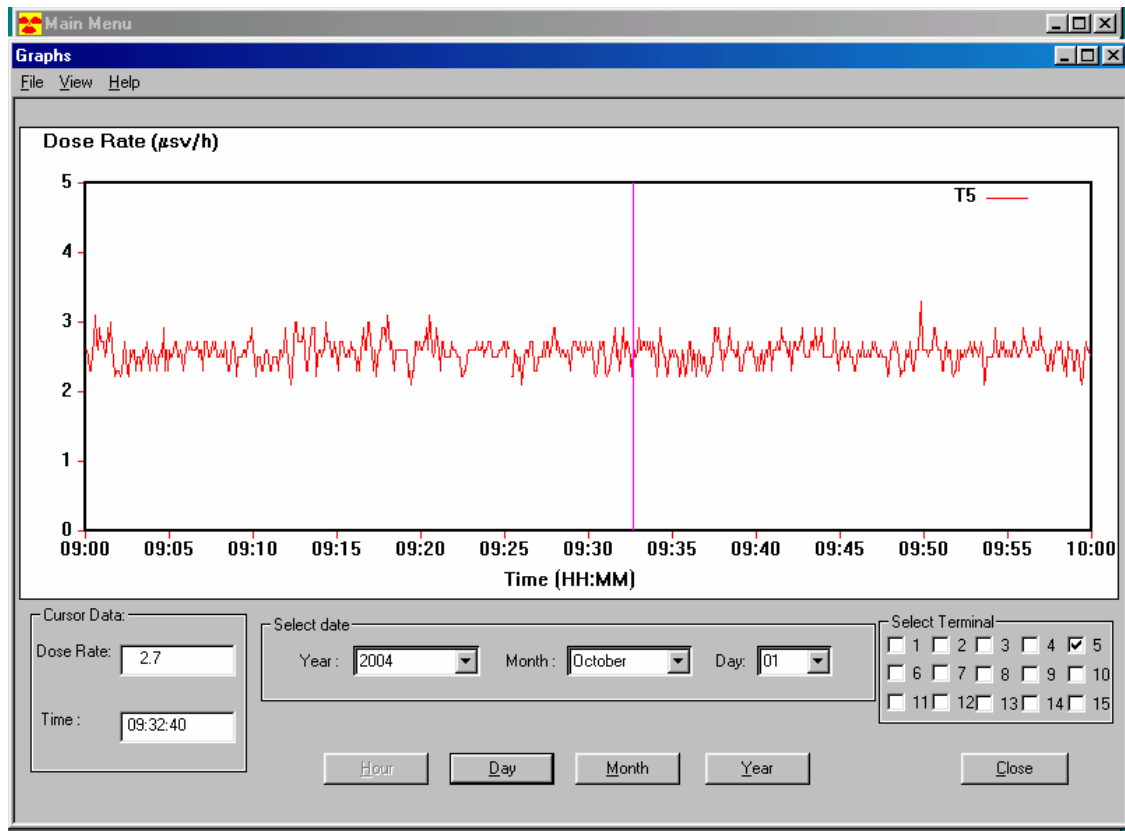 Main Menu
Graphs
File View Help
Dose Rate (µsv/h)
T5
5
4
3
2
1
0
09:00 09:05 09:10 09:15 09:20 09:25 09:30 09:35 09:40 09:45 09:50 09:55 10:00
Time (HH:MM)
Cursor Data:
Dose Rate: 2.7
Time : 09:32:40
Select date
Year : 2004 Month : October Day: 01
Select Terminal
1 2 3 4 5
6 7 8 9 10
11 12 13 14 15
Hour Day Month Year Close